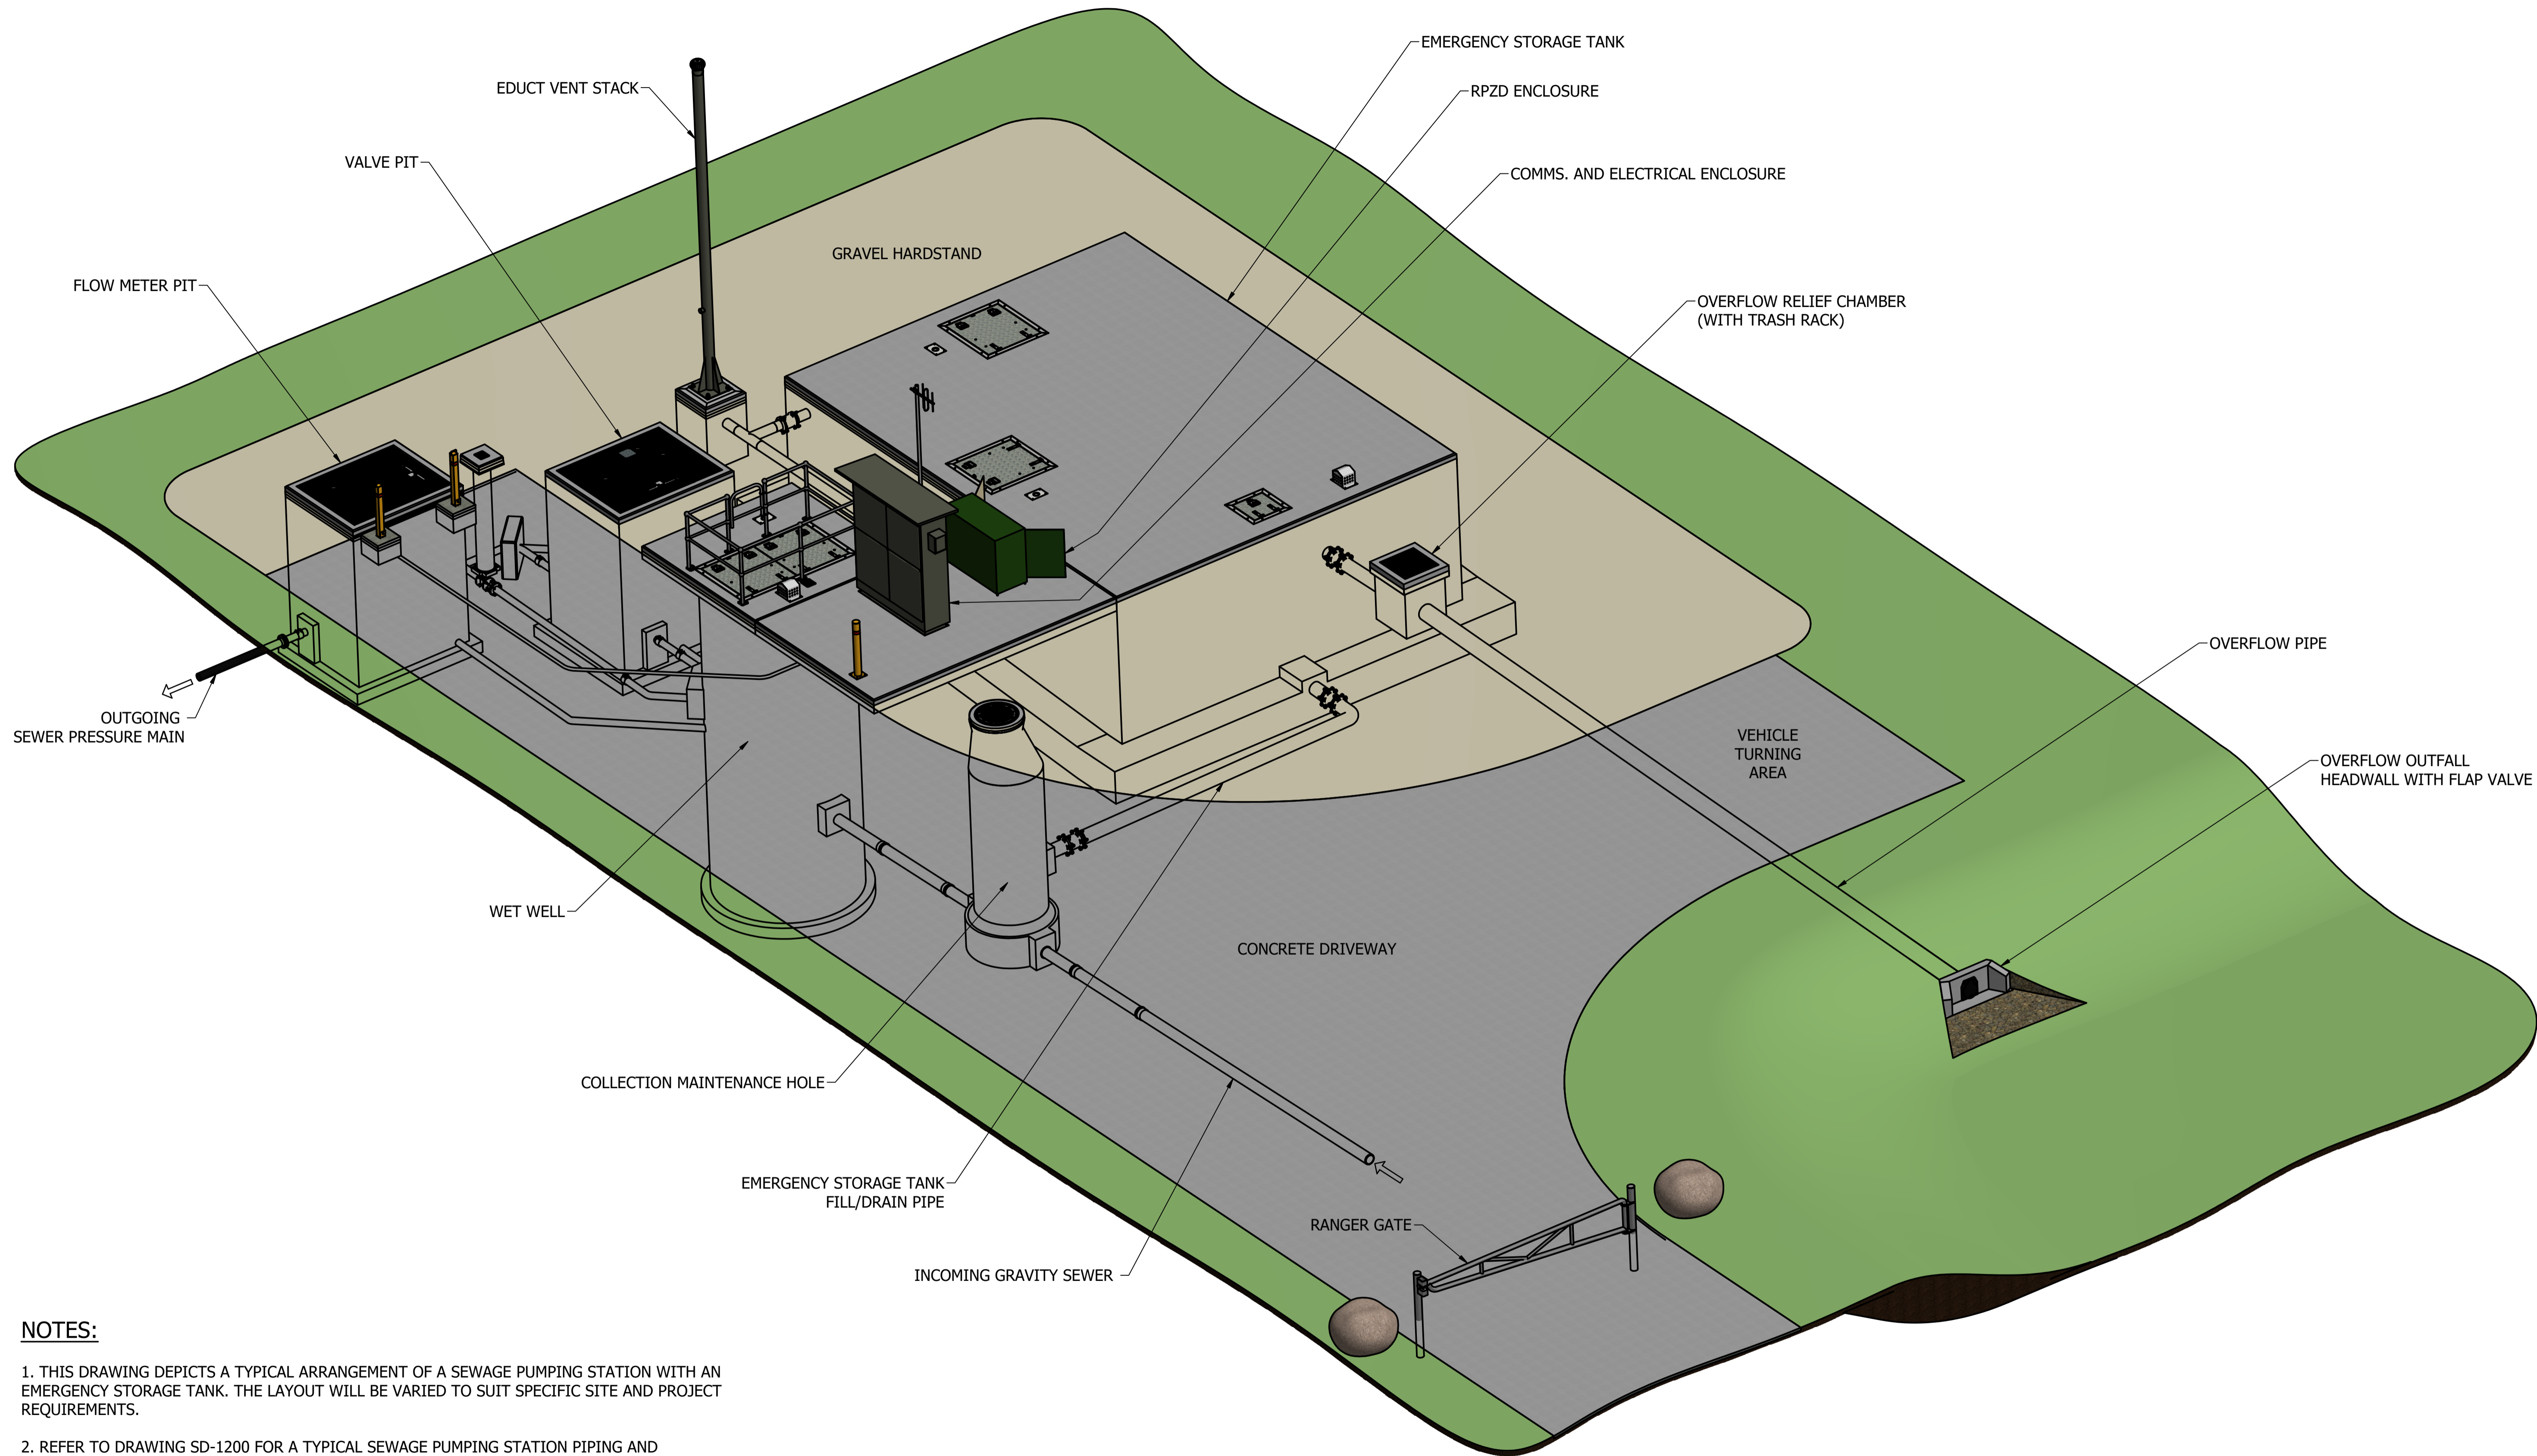 EMERGENCY STORAGE TANK
EDUCT VENT STACK
RPZD ENCLOSURE
VALVE PIT
COMMS. AND ELECTRICAL ENCLOSURE
GRAVEL HARDSTAND
FLOW METER PIT
OVERFLOW RELIEF CHAMBER
(WITH TRASH RACK)
OVERFLOW PIPE
OUTGOING
SEWER PRESSURE MAIN
VEHICLE
TURNING
AREA
OVERFLOW OUTFALL
HEADWALL WITH FLAP VALVE
WET WELL
CONCRETE DRIVEWAY
COLLECTION MAINTENANCE HOLE
EMERGENCY STORAGE TANK
FILL/DRAIN PIPE
RANGER GATE
INCOMING GRAVITY SEWER
NOTES:
1. THIS DRAWING DEPICTS A TYPICAL ARRANGEMENT OF A SEWAGE PUMPING STATION WITH AN
EMERGENCY STORAGE TANK. THE LAYOUT WILL BE VARIED TO SUIT SPECIFIC SITE AND PROJECT
REQUIREMENTS.
2. REFER TO DRAWING SD-1200 FOR A TYPICAL SEWAGE PUMPING STATION PIPING AND